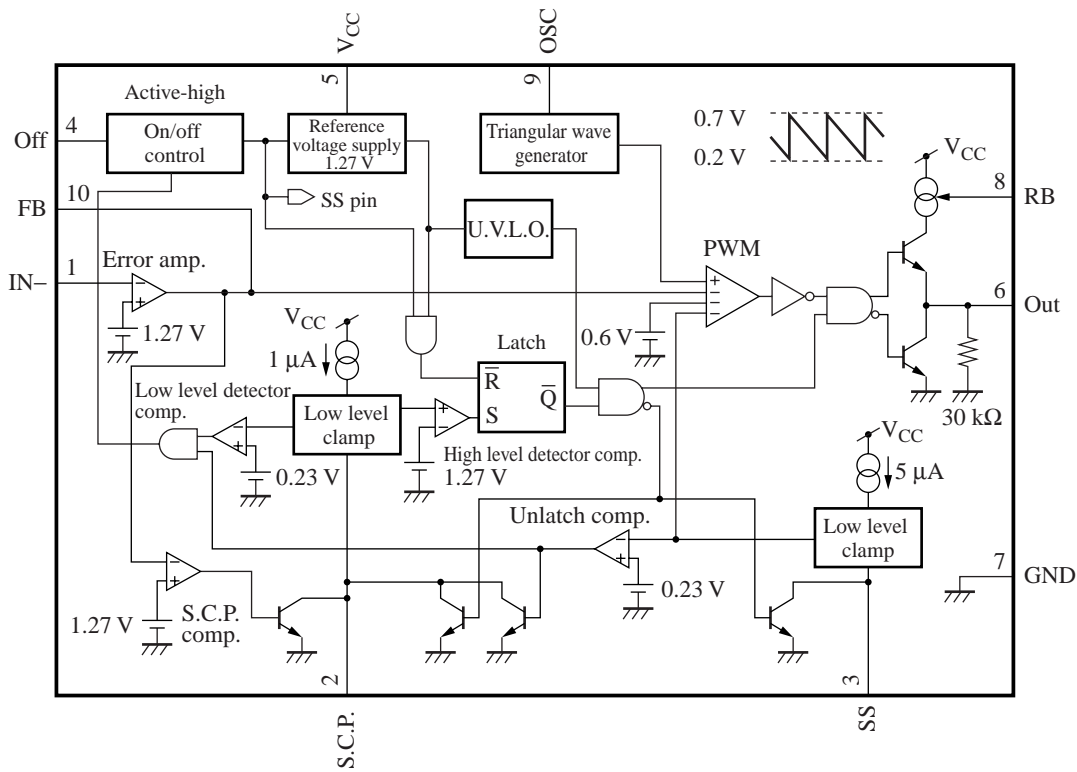 VCC
OSC
5
9
Active-high
Off
4
On/off
control
Reference
voltage supply
1.27 V
Triangular wave
generator
0.7 V
0.2 V
VCC
10
FB
SS pin
8
RB
U.V.L.O.
PWM
Error amp.
1
IN−
6
Out
1.27 V
VCC
1 μA
0.6 V
Latch
R̅
S
Q̅
Low level detector
comp.
Low level
clamp
30 kΩ
VCC
High level detector comp.
0.23 V
1.27 V
5 μA
Unlatch comp.
Low level
clamp
7
GND
0.23 V
1.27 V
S.C.P.
comp.
2
3
S.C.P.
SS